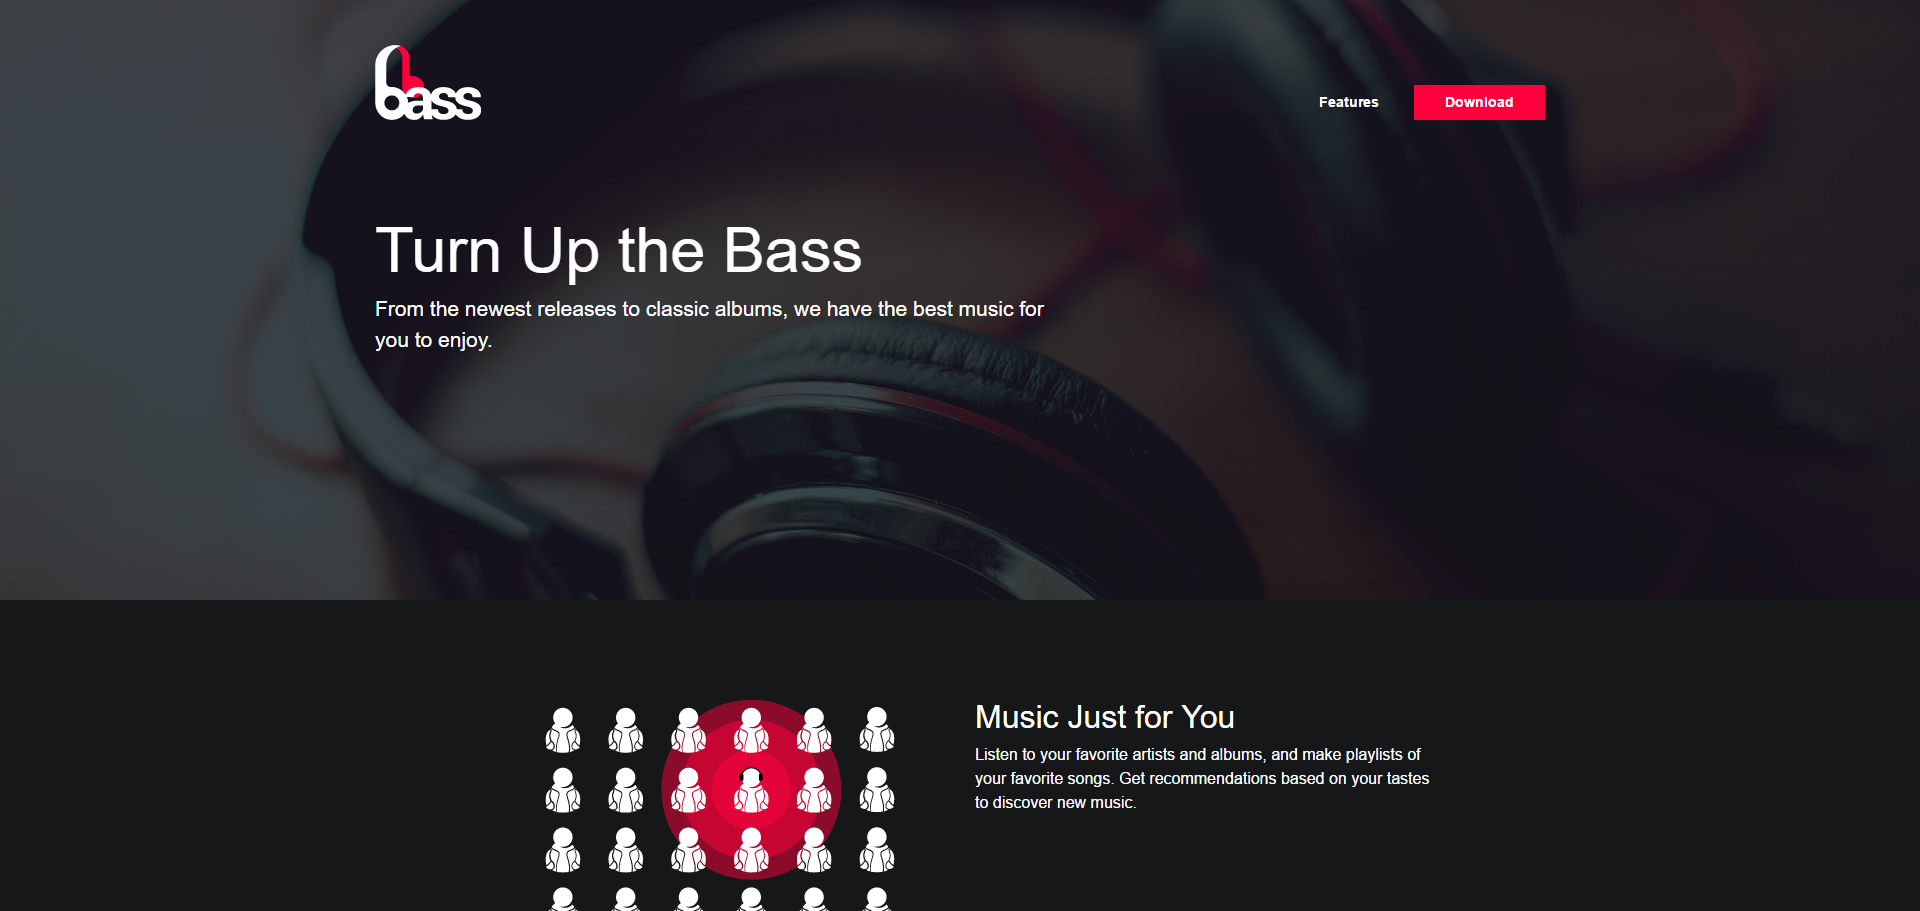 bass
Features
Download
Turn Up the Bass
From the newest releases to classic albums, we have the best music for
you to enjoy.
Music Just for You
Listen to your favorite artists and albums, and make playlists of
your favorite songs. Get recommendations based on your tastes
to discover new music.